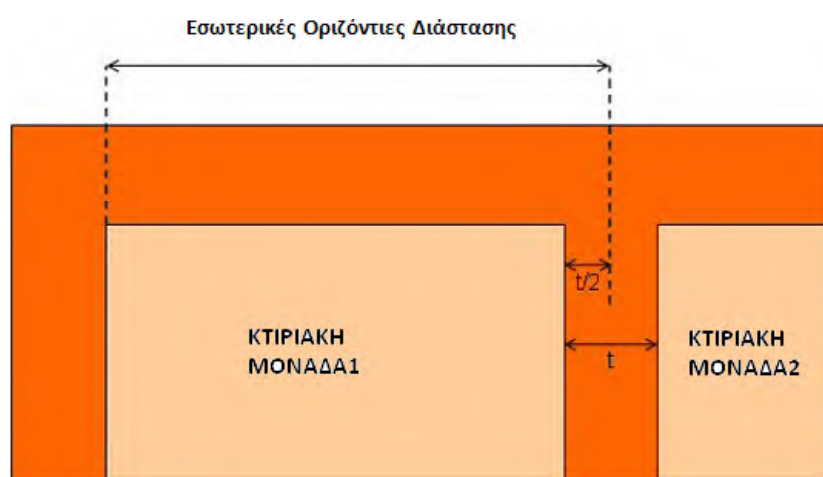 Εσωτερικές Οριζόντιες Διάστασης
t/2
ΚΤΙΡΙΑΚΗ
ΜΟΝΑΔΑ1
t
ΚΤΙΡΙΑΚΗ
ΜΟΝΑΔΑ2